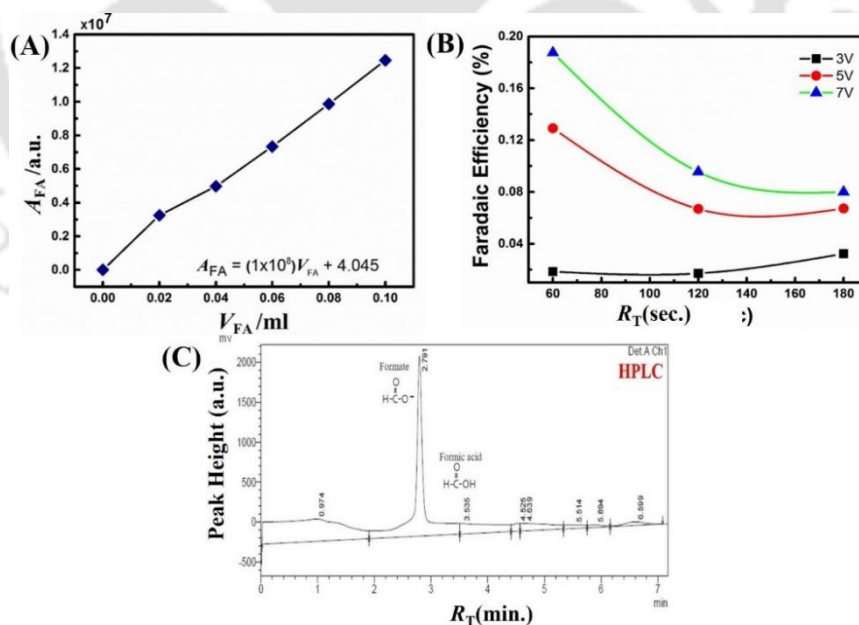 (A)
x10⁷
1.4
1.2
1.0
0.8
0.6
0.4
0.2
0.0
A_FA/a.u.
A_FA = (1x10⁸)V_FA + 4.045
0.00 0.02 0.04 0.06 0.08 0.10
V_FA/ml
(B)
0.20
0.16
0.12
0.08
0.04
Faradaic Efficiency (%)
3V
5V
7V
60 80 100 120 140 160 180
R_T(sec.)
(C)
mv
Det.A Ch1
HPLC
2000
1500
1000
500
0
-500
Peak Height (a.u.)
Formate
O
H-C-O-
2.791
Formic acid
O
H-C-OH
0.974
3.535
4.525
4.639
5.514
5.894
6.599
0 1 2 3 4 5 6 7
min
R_T(min.)